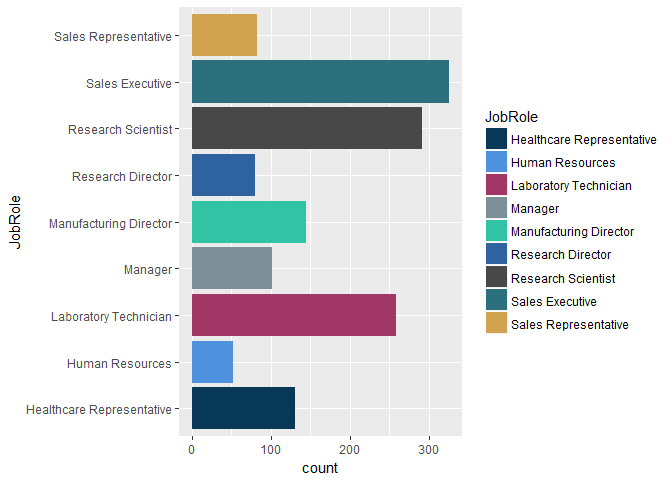 JobRole
Sales Representative
Sales Executive
Research Scientist
Research Director
Manufacturing Director
Manager
Laboratory Technician
Human Resources
Healthcare Representative
0 100 200 300
count
JobRole
Healthcare Representative
Human Resources
Laboratory Technician
Manager
Manufacturing Director
Research Director
Research Scientist
Sales Executive
Sales Representative